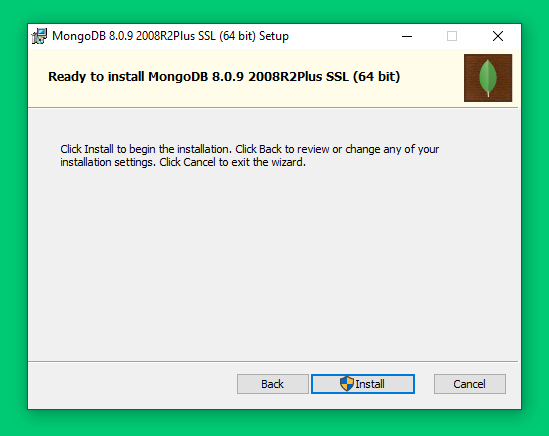 MongoDB 8.0.9 2008R2Plus SSL (64 bit) Setup
Ready to install MongoDB 8.0.9 2008R2Plus SSL (64 bit)
Click Install to begin the installation. Click Back to review or change any of your
installation settings. Click Cancel to exit the wizard.
Back
Install
Cancel